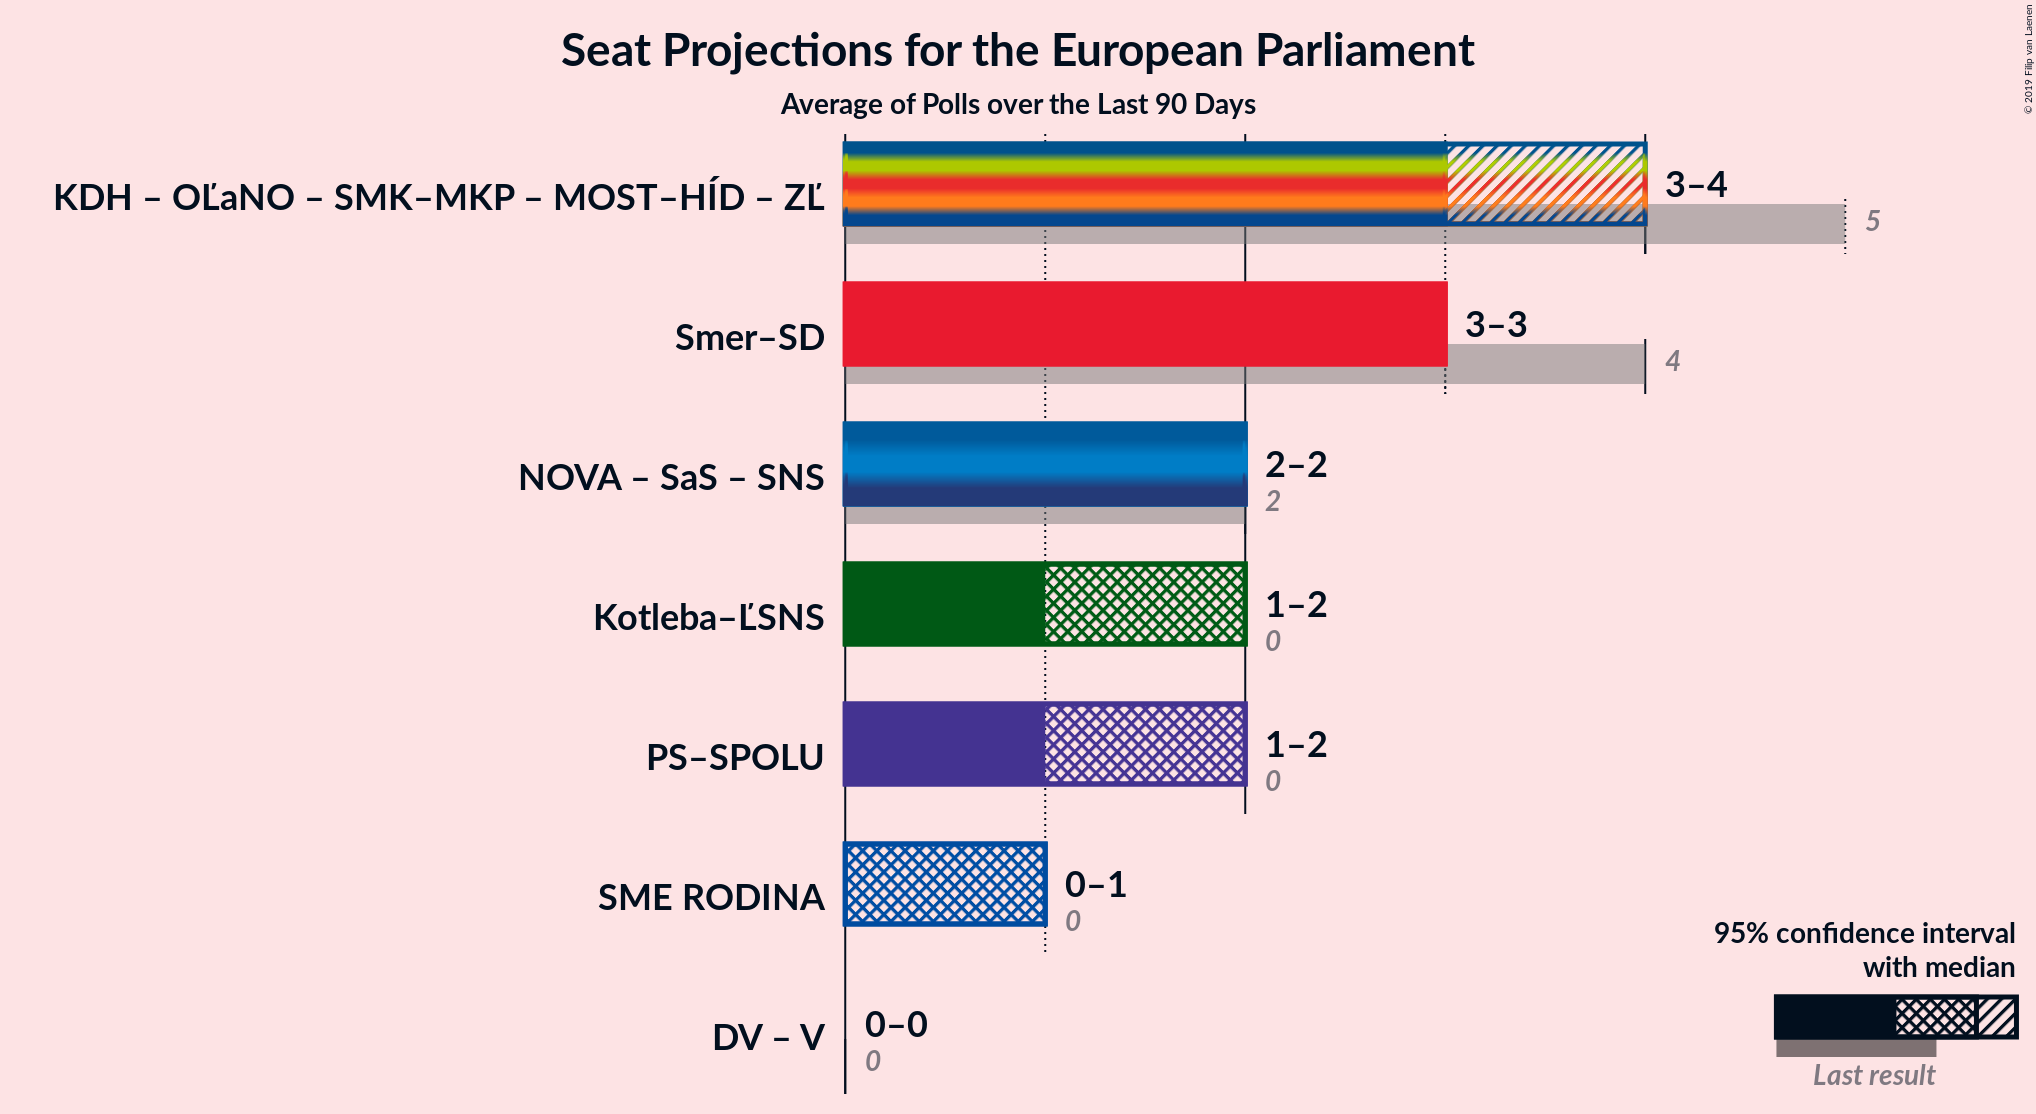 Seat Projections for the European Parliament
Average of Polls over the Last 90 Days
© 2019 Filip van Laenen
KDH – OĽaNO – SMK–MKP – MOST–HÍD – ZĽ
3–4
5
Smer–SD
3–3
4
NOVA – SaS – SNS
2–2
2
Kotleba–ĽSNS
1–2
0
PS–SPOLU
1–2
0
SME RODINA
0–1
0
DV – V
0–0
0
95% confidence interval
with median
Last result